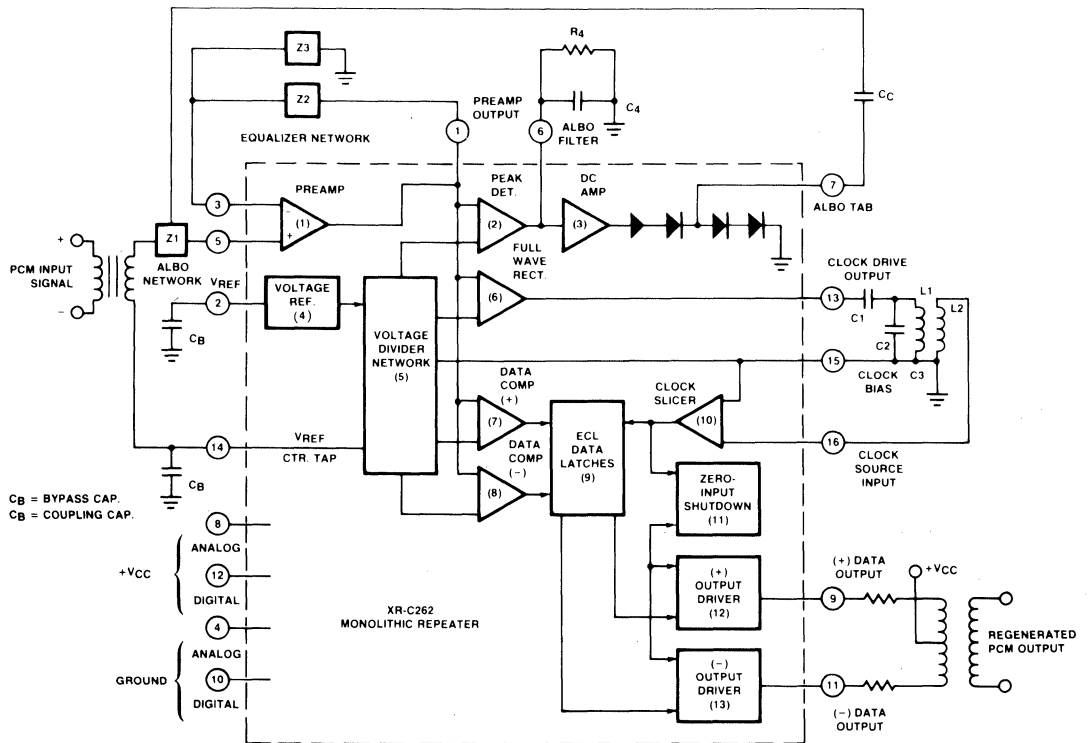 Z3
R4
Z2
PREAMP
OUTPUT
CC
C4
ALBO
FILTER
1
6
EQUALIZER NETWORK
PEAK
DET.
DC
AMP
7
ALBO TAB
3
PREAMP
−
(1)
+
(2)
(3)
+
Z1
5
ALBO
NETWORK
PCM INPUT
SIGNAL
−
FULL
WAVE
RECT.
CLOCK DRIVE
OUTPUT
VREF
2
VOLTAGE
REF.
(4)
(6)
13
L1
L2
C1
C2
CB
VOLTAGE
DIVIDER
NETWORK
(5)
15
CLOCK
BIAS
C3
DATA
COMP
(+)
CLOCK
SLICER
(7)
(10)
14
VREF
CTR. TAP
DATA
COMP
(−)
ECL
DATA
LATCHES
(9)
16
CLOCK
SOURCE
INPUT
CB
(8)
ZERO-
INPUT
SHUTDOWN
(11)
CB = BYPASS CAP.
CB = COUPLING CAP.
8
ANALOG
+VCC
12
DIGITAL
(+) DATA
OUTPUT
+VCC
(+)
OUTPUT
DRIVER
(12)
9
XR-C262
MONOLITHIC REPEATER
4
ANALOG
GROUND
10
DIGITAL
REGENERATED
PCM OUTPUT
(−)
OUTPUT
DRIVER
(13)
11
(−) DATA
OUTPUT